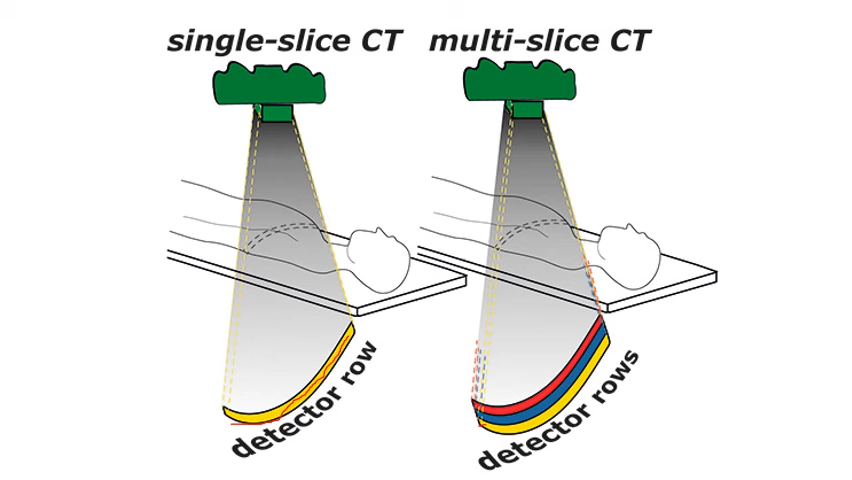 single-slice CT
multi-slice CT
detector row
detector rows